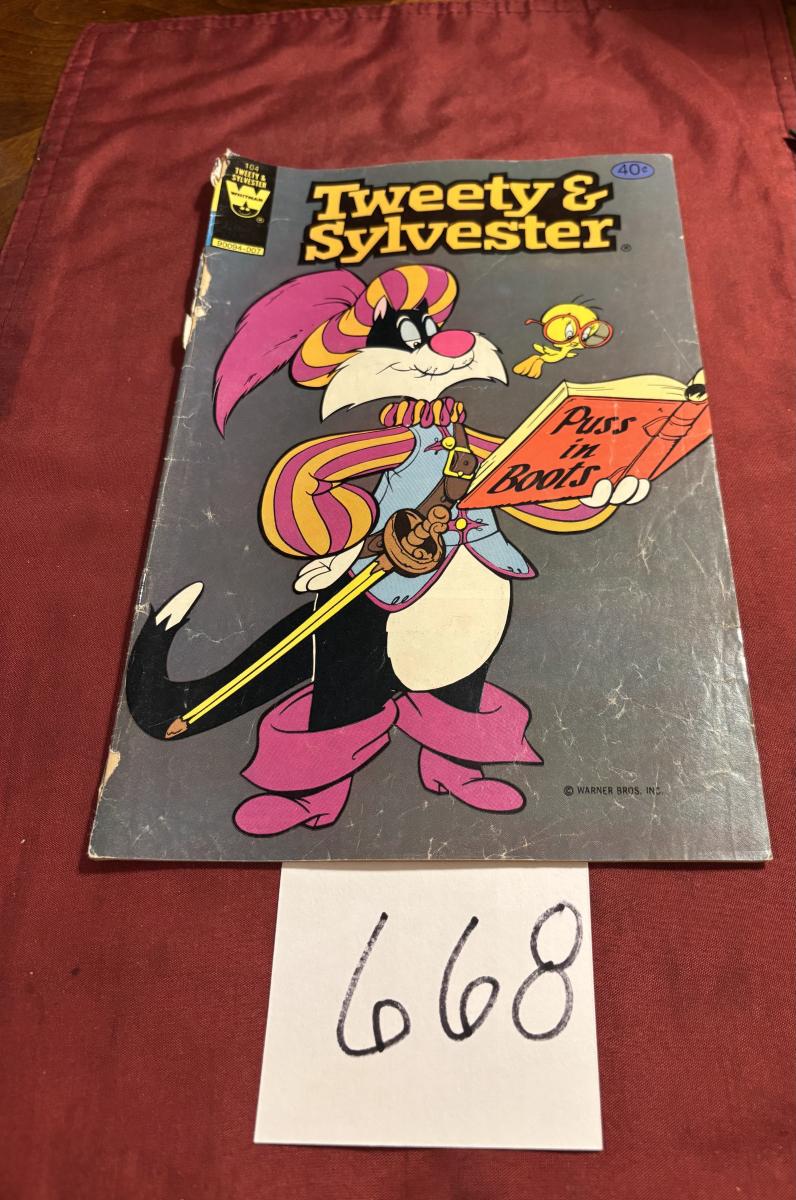 104
TWEETY &
SYLVESTER
W
WHITMAN
®
90094-007
40¢
Tweety &
Sylvester®
Puss
in
Boots
© WARNER BROS. INC.
668